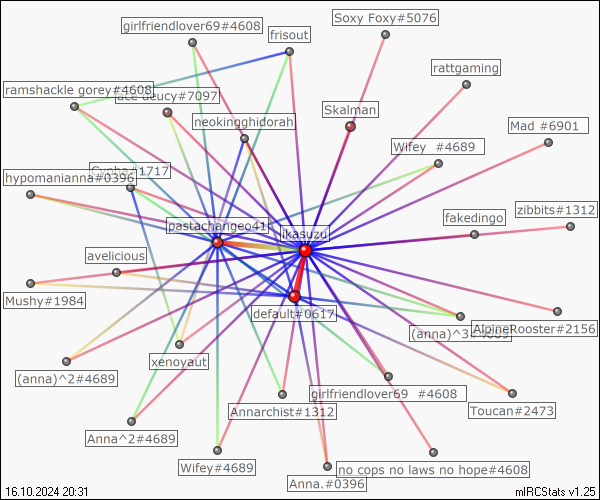 Soxy Foxy#5076
girlfriendlover69#4608
frisout
rattgaming
ramshackle gorey#4608
ace deucy#7097
Skalman
neokingghidorah
Mad #6901
Wifey #4689
Cypha#1717
hypomanianna#0396
zibbits#1312
fakedingo
pastachangeo41
ikasuzu
avelicious
Mushy#1984
default#0617
(anna)^3#4689
AlpineRooster#2156
xenoyaut
(anna)^2#4689
girlfriendlover69 #4608
Annarchist#1312
Toucan#2473
Anna^2#4689
Wifey#4689
no cops no laws no hope#4608
Anna.#0396
16.10.2024 20:31
mIRCStats v1.25